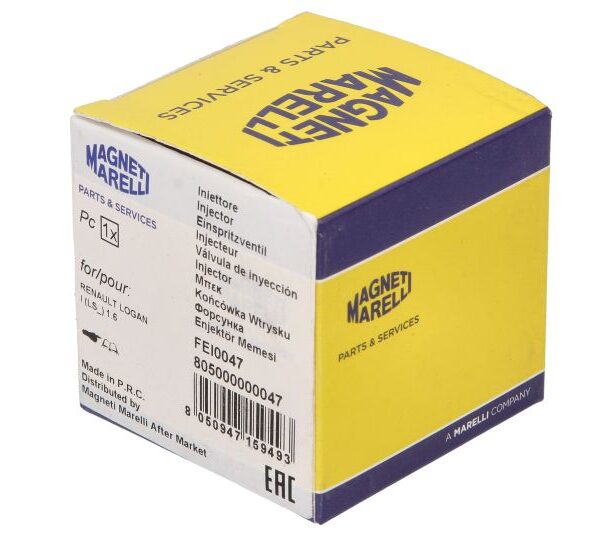 PARTS & SERVICES
MAGNETI
MARELLI
MAGNETI
MARELLI
PARTS & SERVICES
Pc 1x
for/pour:
RENAULT LOGAN
I (LS_) 1.6
Made in P.R.C.
Distributed by
Magneti Marelli After Market
Iniettore
Injector
Einspritzventil
Injecteur
Válvula de inyección
Injector
Мπεκ
Końcówka Wtrysku
Форсунка
Enjektör Memesi
FEI0047
805000000047
8 050947 159493
EAC
MAGNETI
MARELLI
PARTS & SERVICES
A MARELLI COMPANY